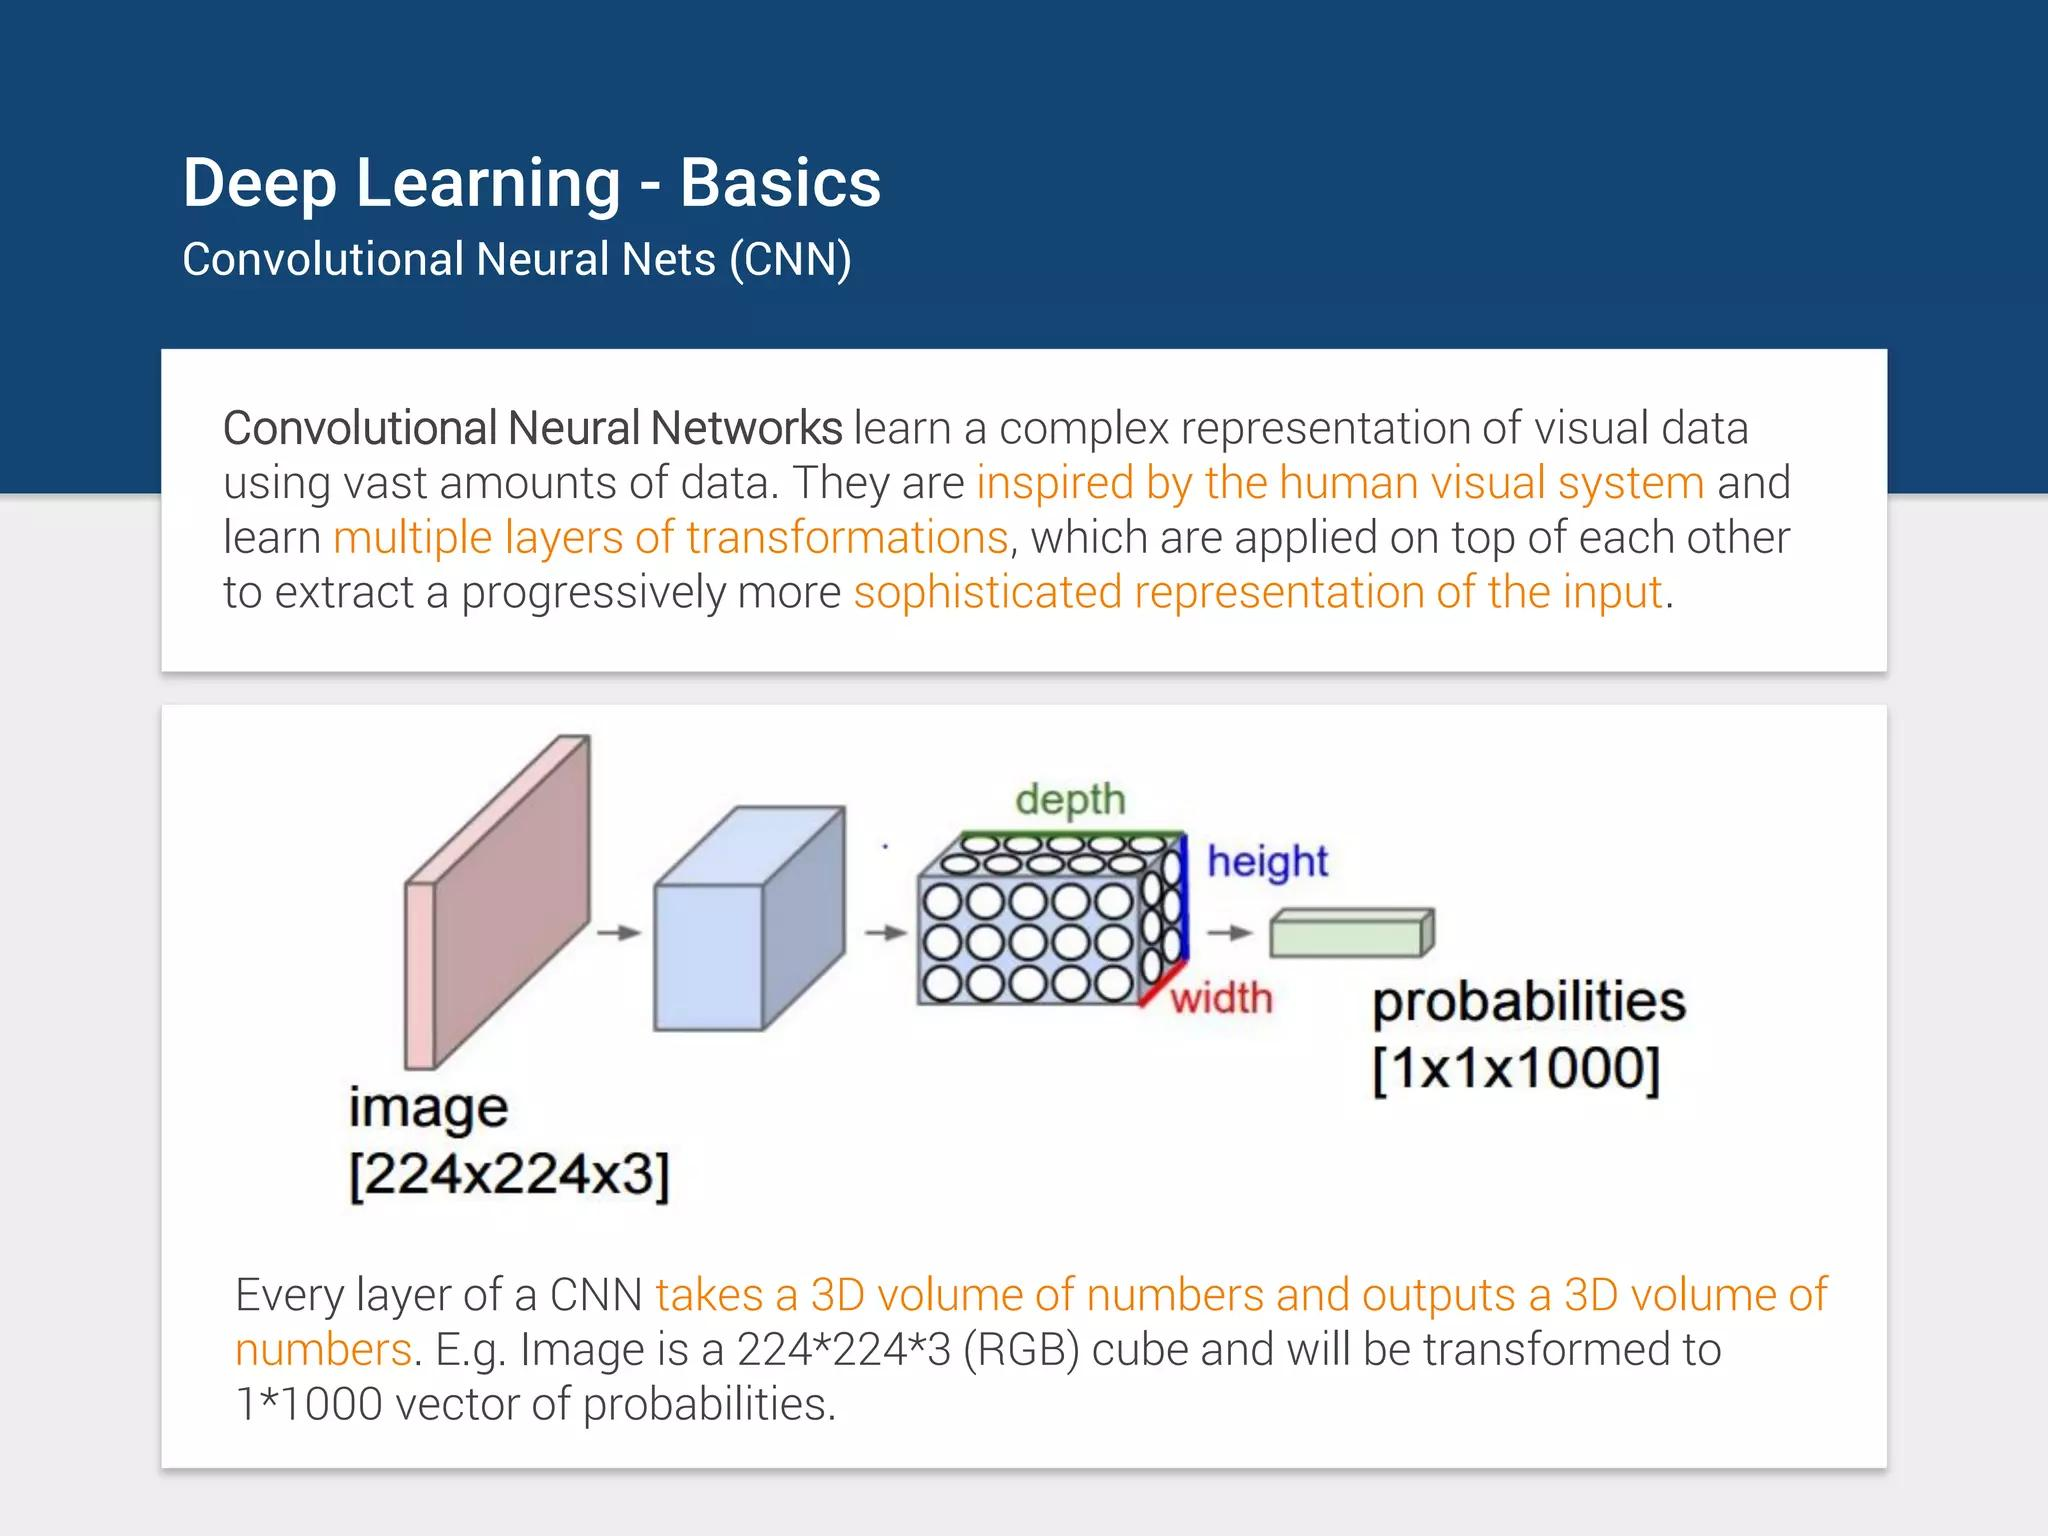 Deep Learning - Basics
Convolutional Neural Nets (CNN)
Convolutional Neural Networks learn a complex representation of visual data
using vast amounts of data. They are inspired by the human visual system and
learn multiple layers of transformations, which are applied on top of each other
to extract a progressively more sophisticated representation of the input.
depth
height
width
probabilities
[1x1x1000]
image
[224x224x3]
Every layer of a CNN takes a 3D volume of numbers and outputs a 3D volume of
numbers. E.g. Image is a 224*224*3 (RGB) cube and will be transformed to
1*1000 vector of probabilities.